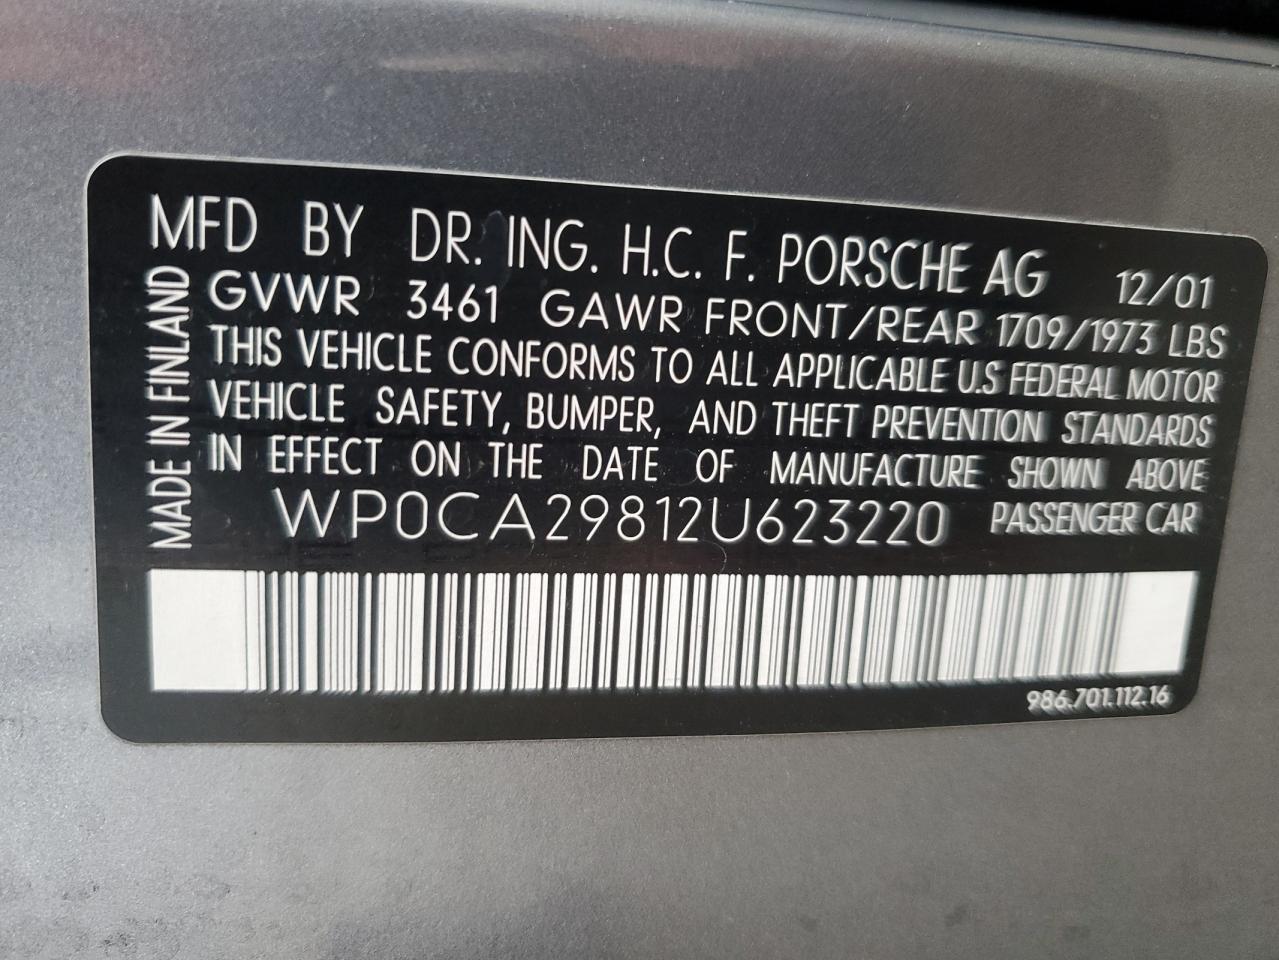 MFD BY DR. ING. H.C. F. PORSCHE AG 12/01
MADE IN FINLAND
GVWR 3461 GAWR FRONT/REAR 1709/1973 LBS
THIS VEHICLE CONFORMS TO ALL APPLICABLE U.S FEDERAL MOTOR
VEHICLE SAFETY, BUMPER, AND THEFT PREVENTION STANDARDS
IN EFFECT ON THE DATE OF MANUFACTURE SHOWN ABOVE
WP0CA29812U623220 PASSENGER CAR
986.701.112.16